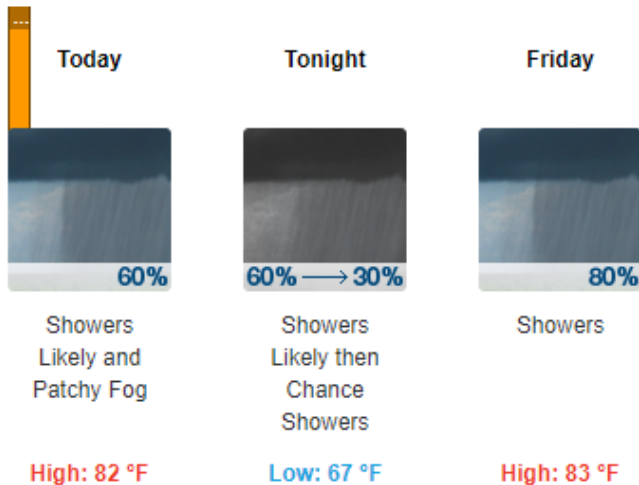 Today
60%
Showers
Likely and
Patchy Fog
High: 82 °F
Tonight
60% → 30%
Showers
Likely then
Chance
Showers
Low: 67 °F
Friday
80%
Showers
High: 83 °F